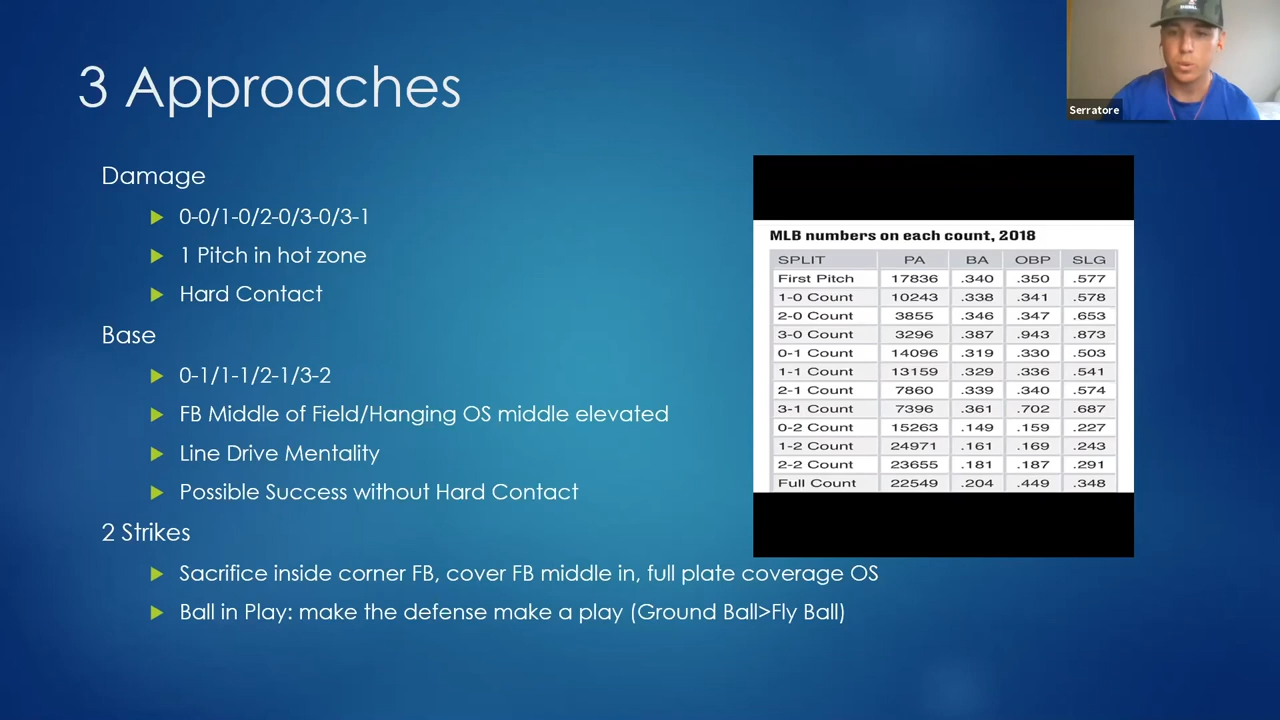 3 Approaches
Serratore
Damage
0-0/1-0/2-0/3-0/3-1
1 Pitch in hot zone
Hard Contact
Base
0-1/1-1/2-1/3-2
FB Middle of Field/Hanging OS middle elevated
Line Drive Mentality
Possible Success without Hard Contact
2 Strikes
Sacrifice inside corner FB, cover FB middle in, full plate coverage OS
Ball in Play: make the defense make a play (Ground Ball>Fly Ball)
MLB numbers on each count, 2018
SPLIT PA BA OBP SLG
First Pitch 17836 .340 .350 .577
1-0 Count 10243 .338 .341 .578
2-0 Count 3855 .346 .347 .653
3-0 Count 3296 .387 .943 .873
0-1 Count 14096 .319 .330 .503
1-1 Count 13159 .329 .336 .541
2-1 Count 7860 .339 .340 .574
3-1 Count 7396 .361 .702 .687
0-2 Count 15263 .149 .159 .227
1-2 Count 24971 .161 .169 .243
2-2 Count 23655 .181 .187 .291
Full Count 22549 .204 .449 .348